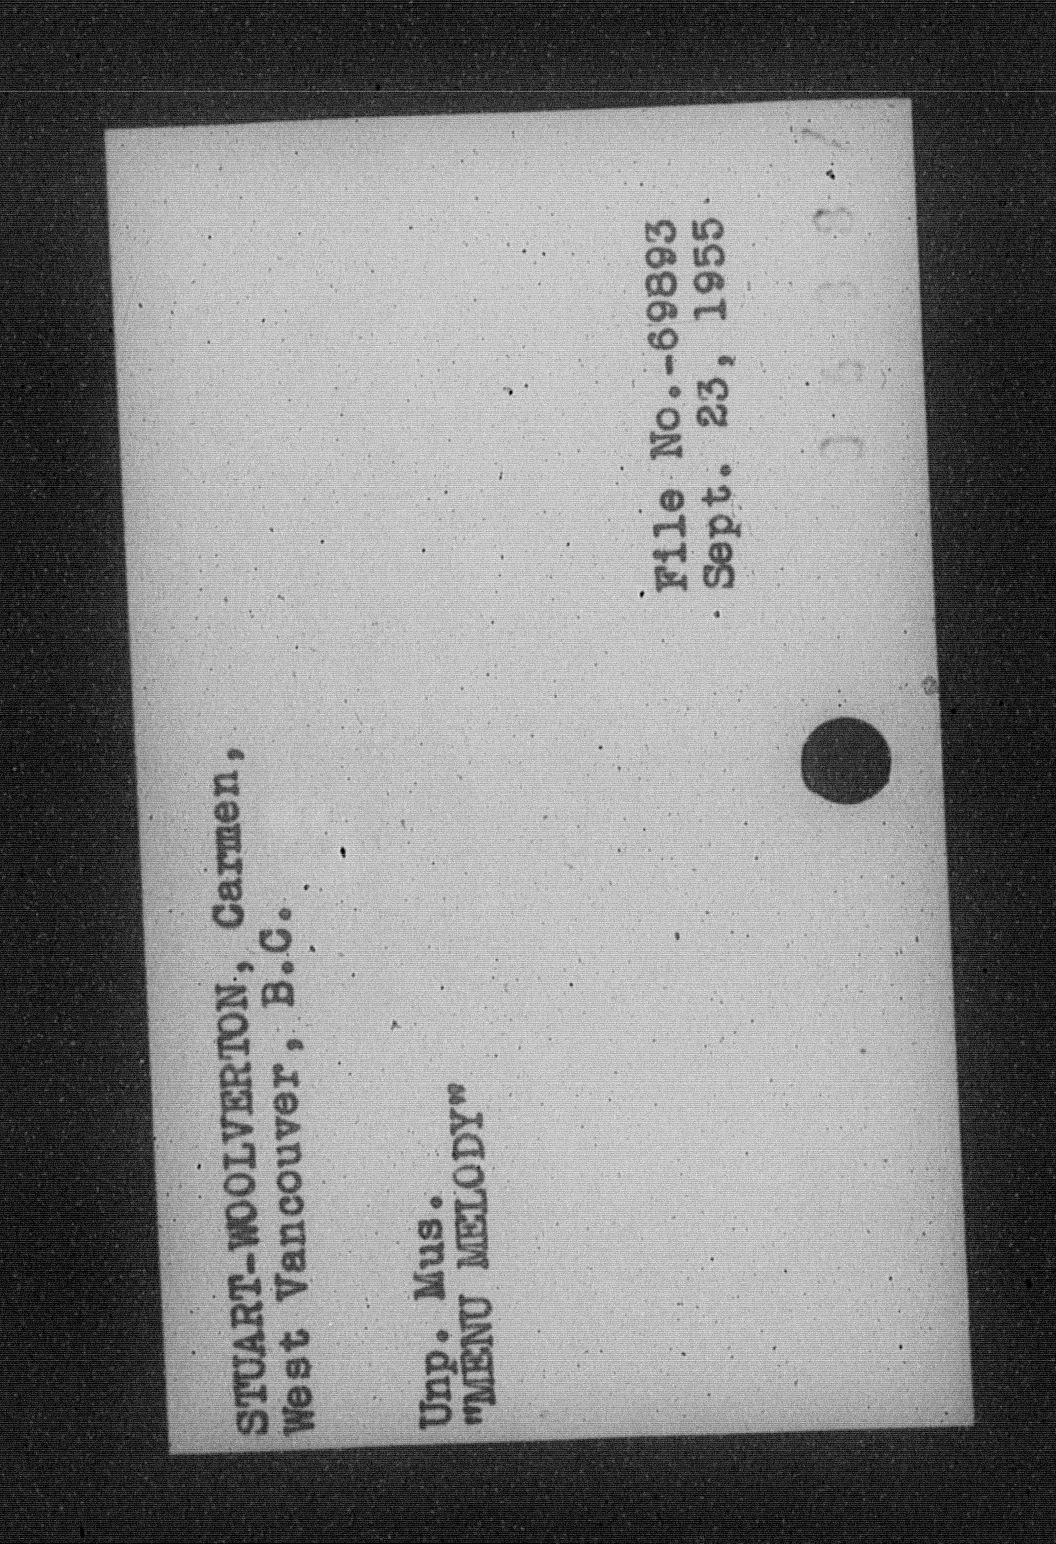 STUART-WOOLVERTON, Carmen,
West Vancouver, B.C.
Unp. Mus.
"MENU MELODY"
File No.-69893
Sept. 23, 1955